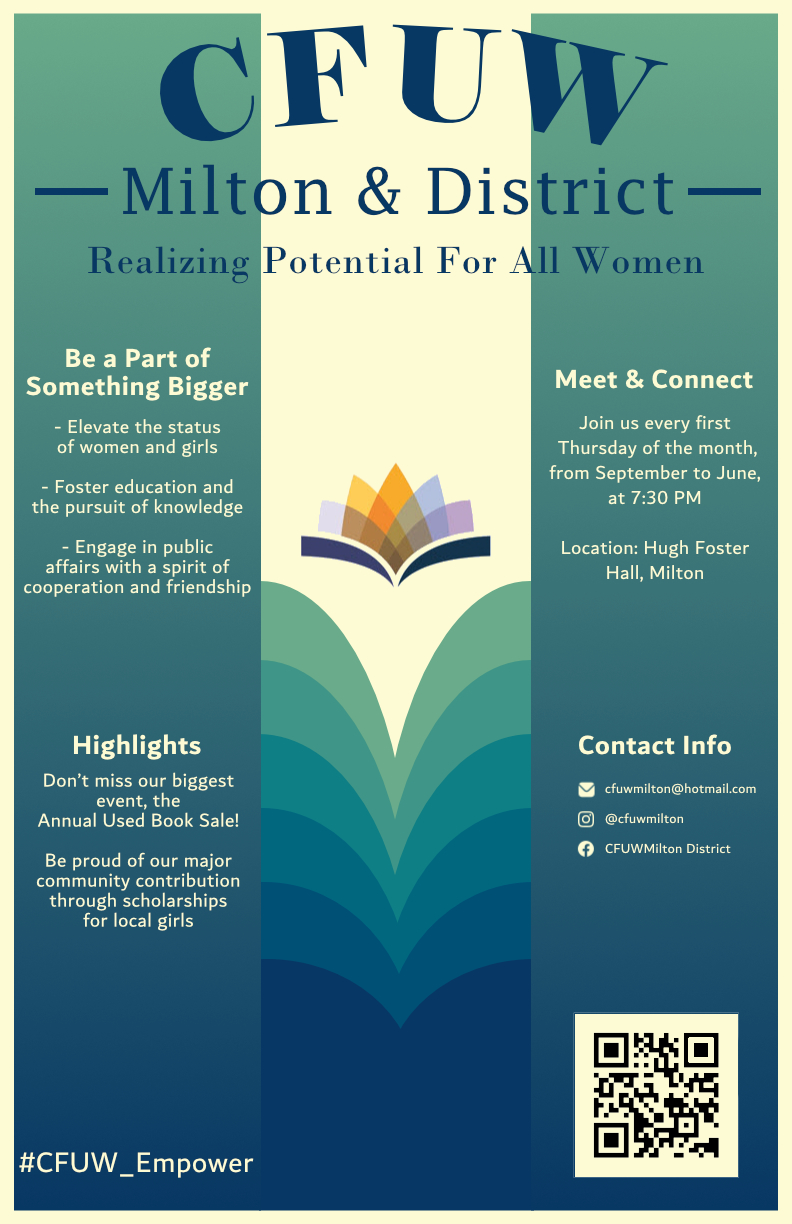 CFUW
Milton & District
Realizing Potential For All Women
Be a Part of
Something Bigger
- Elevate the status
of women and girls
- Foster education and
the pursuit of knowledge
- Engage in public
affairs with a spirit of
cooperation and friendship
Highlights
Don't miss our biggest
event, the
Annual Used Book Sale!
Be proud of our major
community contribution
through scholarships
for local girls
#CFUW_Empower
Meet & Connect
Join us every first
Thursday of the month,
from September to June,
at 7:30 PM
Location: Hugh Foster
Hall, Milton
Contact Info
cfuwmilton@hotmail.com
@cfuwmilton
CFUWMilton District